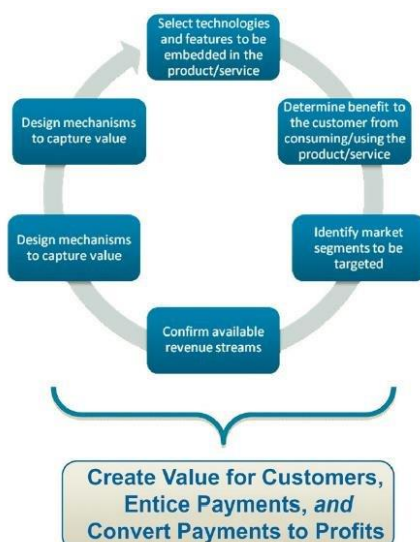 Select technologies
and features to be
embedded in the
product/service
Determine benefit to
the customer from
consuming/using the
product/service
Identify market
segments to be
targeted
Confirm available
revenue streams
Design mechanisms
to capture value
Design mechanisms
to capture value
Create Value for Customers,
Entice Payments, and
Convert Payments to Profits